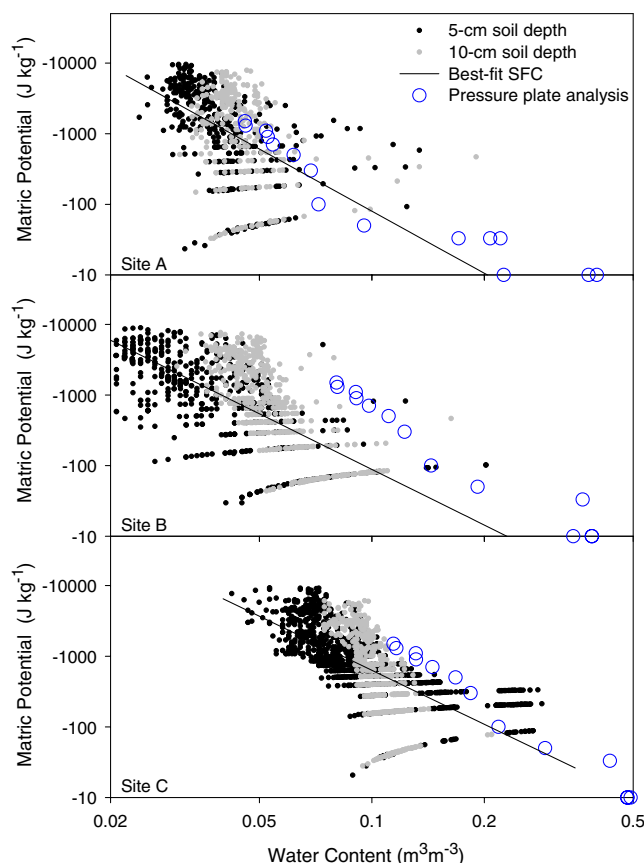 5-cm soil depth
10-cm soil depth
Best-fit SFC
Pressure plate analysis
Matric Potential (J kg⁻¹)
-10000
-1000
-100
-10
Site A
Matric Potential (J kg⁻¹)
-10000
-1000
-100
-10
Site B
Matric Potential (J kg⁻¹)
-10000
-1000
-100
-10
Site C
0.02
0.05
0.1
0.2
0.5
Water Content (m³m⁻³)